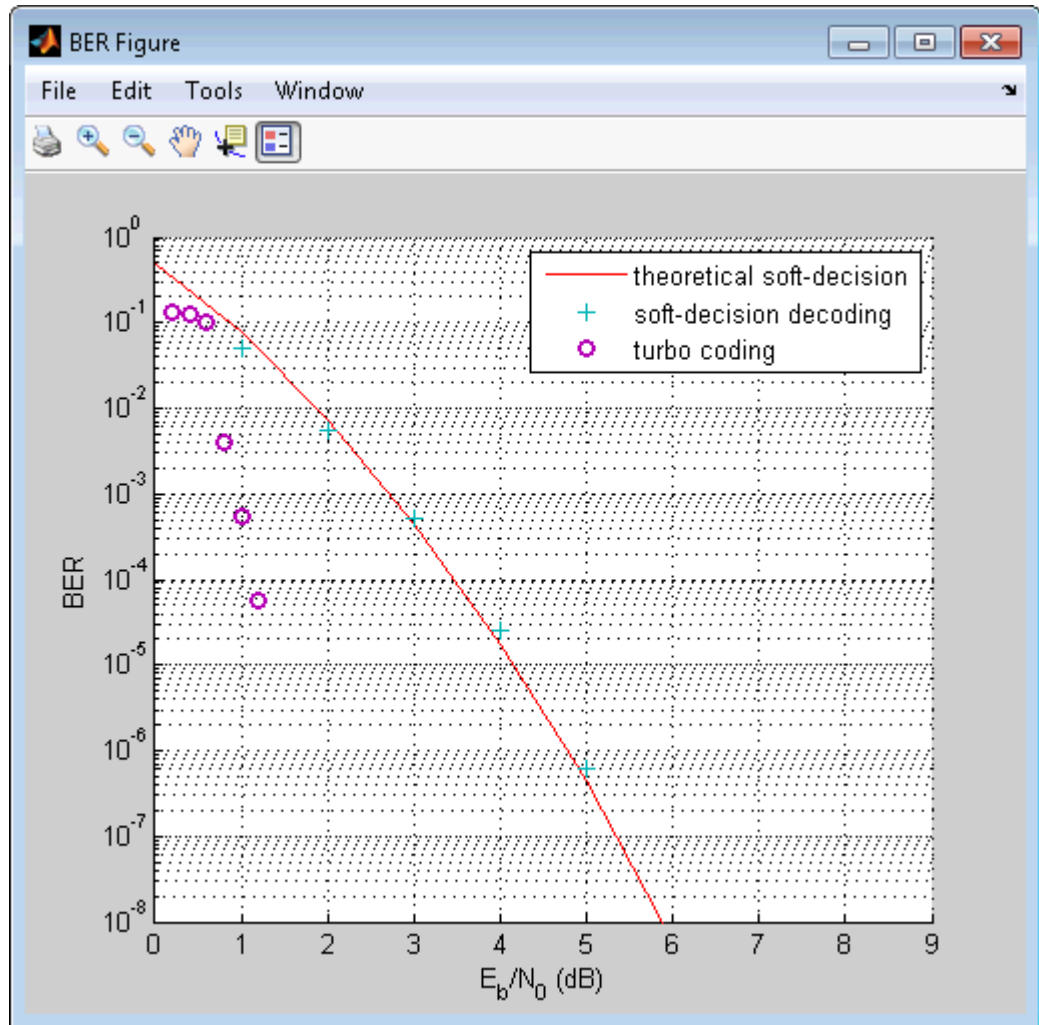 BER Figure
File Edit Tools Window
theoretical soft-decision
soft-decision decoding
turbo coding
10^0
10^-1
10^-2
10^-3
10^-4
10^-5
10^-6
10^-7
10^-8
BER
0 1 2 3 4 5 6 7 8 9
E_b/N_0 (dB)